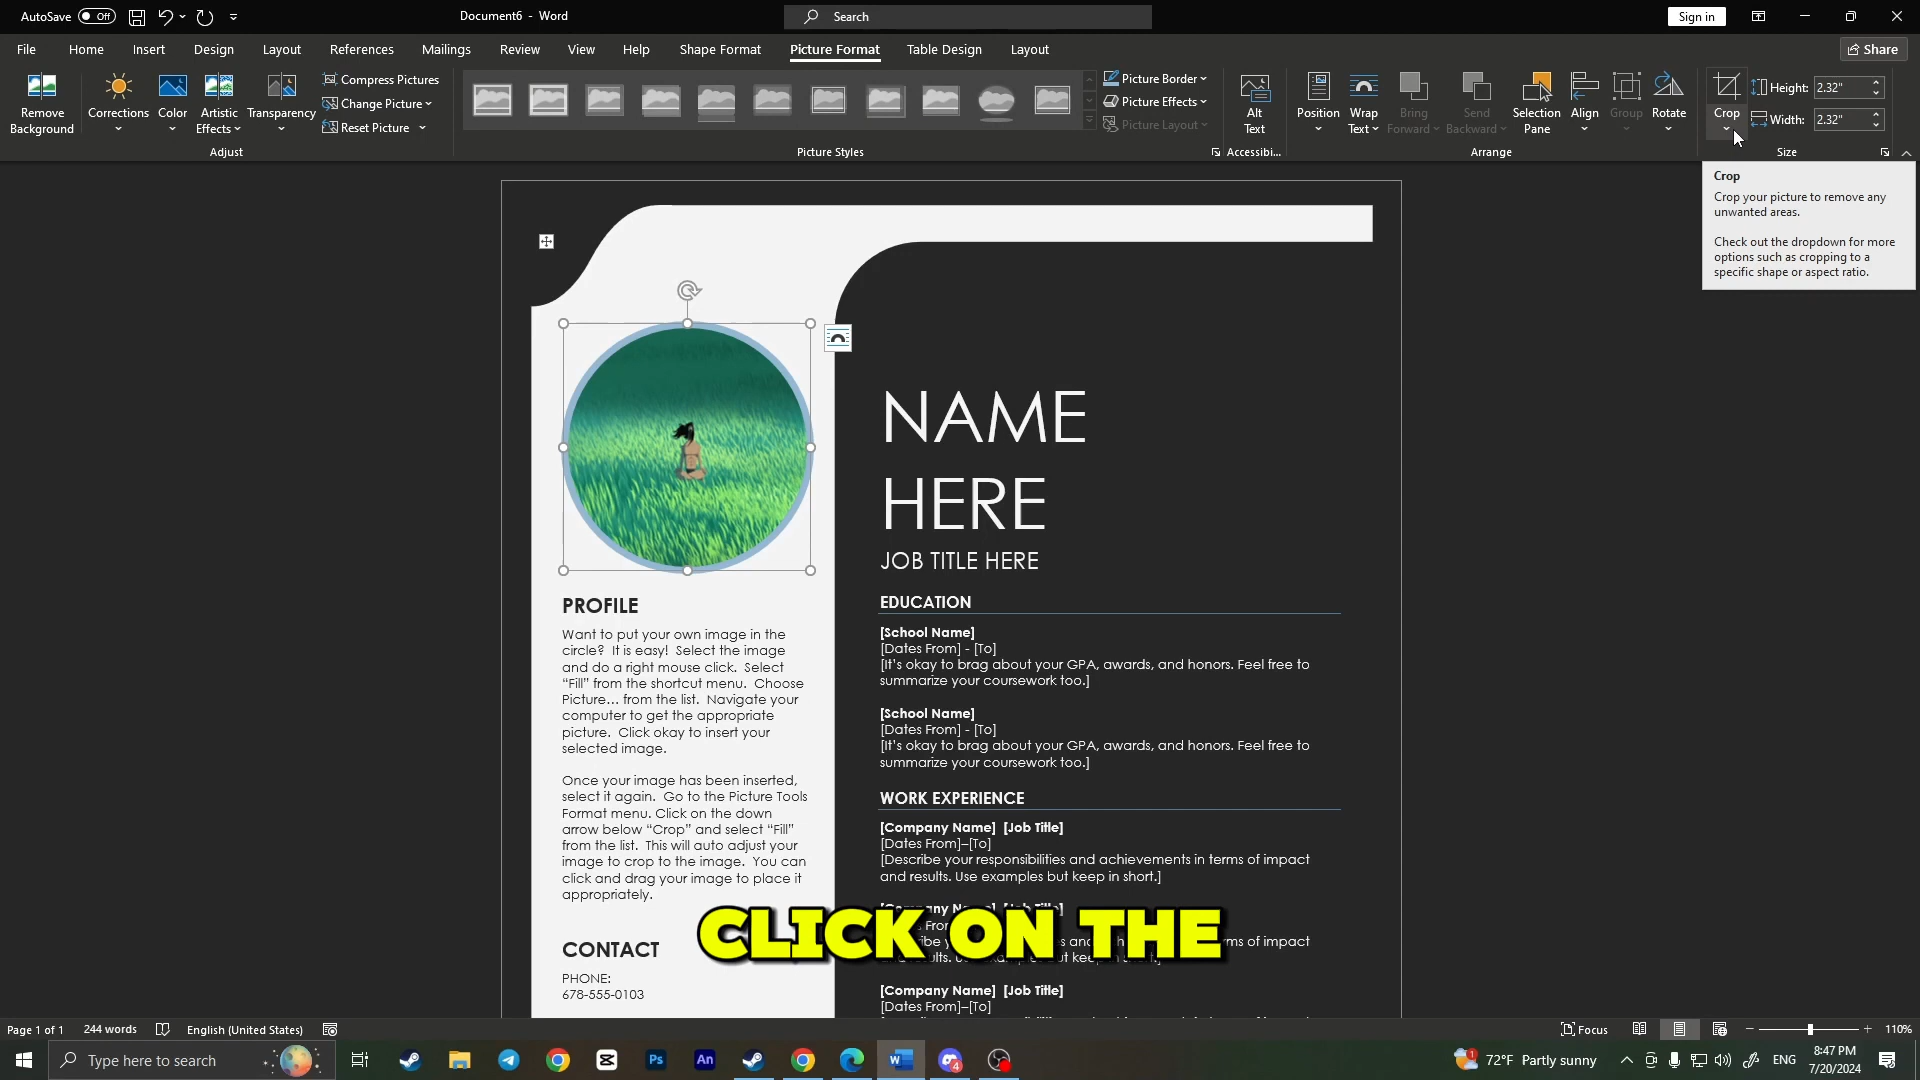 AutoSave Off
Document6 - Word
Search
Sign in
File Home Insert Design Layout References Mailings Review View Help Shape Format Picture Format Table Design Layout
Share
Remove Background
Corrections
Color
Artistic Effects
Transparency
Compress Pictures
Change Picture
Reset Picture
Adjust
Picture Styles
Picture Border
Picture Effects
Picture Layout
Alt Text
Accessibi...
Position
Wrap Text
Bring Forward
Send Backward
Selection Pane
Align
Group
Rotate
Arrange
Crop
Height: 2.32"
Width: 2.32"
Size
Crop
Crop your picture to remove any
unwanted areas.
Check out the dropdown for more
options such as cropping to a
specific shape or aspect ratio.
NAME
HERE
JOB TITLE HERE
PROFILE
Want to put your own image in the
circle? It is easy! Select the image
and do a right mouse click. Select
“Fill” from the shortcut menu. Choose
Picture… from the list. Navigate your
computer to get the appropriate
picture. Click okay to insert your
selected image.
Once your image has been inserted,
select it again. Go to the Picture Tools
Format menu. Click on the down
arrow below “Crop” and select “Fill”
from the list. This will auto adjust your
image to crop to the image. You can
click and drag your image to place it
appropriately.
CONTACT
PHONE:
678-555-0103
EDUCATION
[School Name]
[Dates From] - [To]
[It’s okay to brag about your GPA, awards, and honors. Feel free to
summarize your coursework too.]
[School Name]
[Dates From] - [To]
[It’s okay to brag about your GPA, awards, and honors. Feel free to
summarize your coursework too.]
WORK EXPERIENCE
[Company Name] [Job Title]
[Dates From]–[To]
[Describe your responsibilities and achievements in terms of impact
and results. Use examples but keep in short.]
[Company Name] [Job Title]
terms of impact
[Company Name] [Job Title]
[Dates From]–[To]
CLICK ON THE
Page 1 of 1 244 words English (United States)
Focus
110%
Type here to search
Ps
An
4
1
72°F Partly sunny
ENG
8:47 PM
7/20/2024